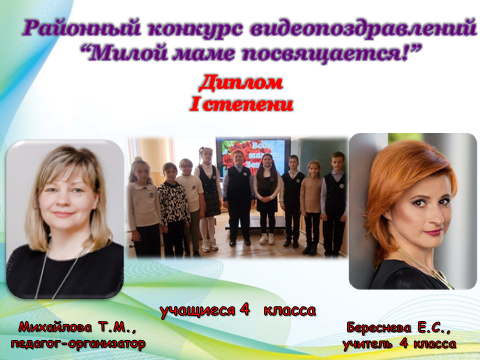 Районный конкурс видеопоздравлений
“Милой маме посвящается!”
Диплом
I степени
учащиеся 4 класса
Михайлова Т.М.,
педагог-организатор
Береснева Е.С.,
учитель 4 класса